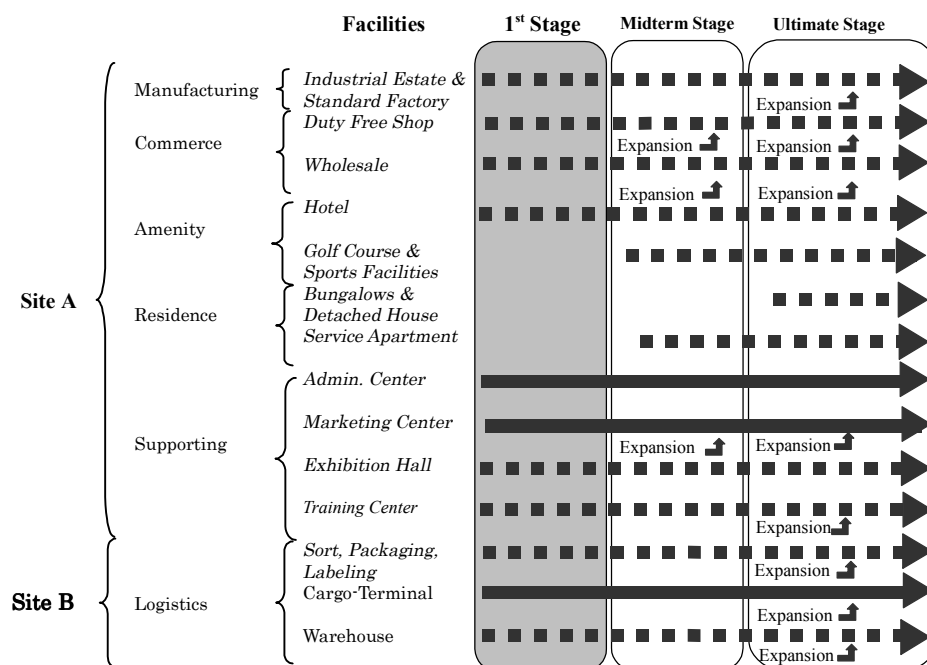 Facilities 1st Stage Midterm Stage Ultimate Stage
Manufacturing
Industrial Estate &
Standard Factory
Expansion
Commerce
Duty Free Shop
Expansion Expansion
Wholesale
Expansion Expansion
Amenity
Hotel
Golf Course &
Sports Facilities
Site A
Residence
Bungalows &
Detached House
Service Apartment
Supporting
Admin. Center
Marketing Center
Expansion Expansion
Exhibition Hall
Training Center
Expansion
Site B
Logistics
Sort, Packaging,
Labeling
Expansion
Cargo-Terminal
Expansion
Warehouse
Expansion